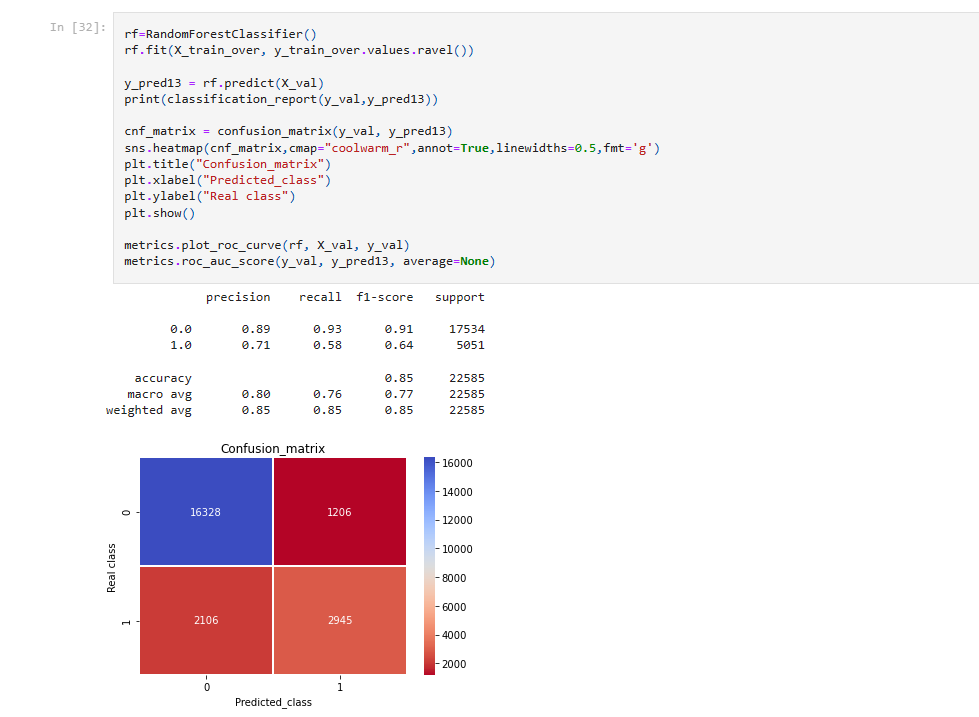 In [32]:
rf=RandomForestClassifier()
rf.fit(X_train_over, y_train_over.values.ravel())
y_pred13 = rf.predict(X_val)
print(classification_report(y_val,y_pred13))
cnf_matrix = confusion_matrix(y_val, y_pred13)
sns.heatmap(cnf_matrix,cmap="coolwarm_r",annot=True,linewidths=0.5,fmt='g')
plt.title("Confusion_matrix")
plt.xlabel("Predicted_class")
plt.ylabel("Real class")
plt.show()
metrics.plot_roc_curve(rf, X_val, y_val)
metrics.roc_auc_score(y_val, y_pred13, average=None)
precision recall f1-score support
0.0 0.89 0.93 0.91 17534
1.0 0.71 0.58 0.64 5051
accuracy 0.85 22585
macro avg 0.80 0.76 0.77 22585
weighted avg 0.85 0.85 0.85 22585
Confusion_matrix
16000
14000
12000
10000
8000
6000
4000
2000
0 16328 1206
Real class
1 2106 2945
0 1
Predicted_class